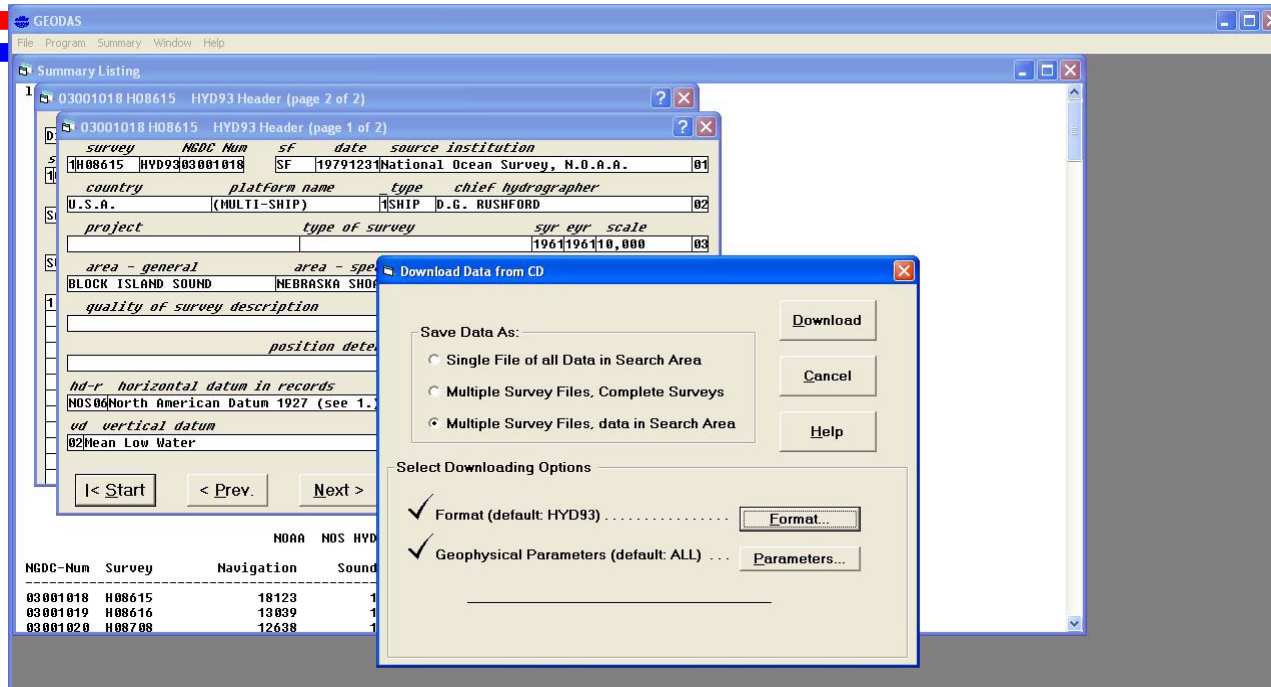 GEODAS
File Program Summary Window Help
Summary Listing
1
03001018 H08615 HYD93 Header (page 2 of 2)
03001018 H08615 HYD93 Header (page 1 of 2)
survey NGDC Num sf date source institution
1H08615 HYD93 03001018 SF 19791231 National Ocean Survey, N.O.A.A. 01
country platform name _type chief hydrographer
U.S.A. (MULTI-SHIP) 1 SHIP D.G. RUSHFORD 02
project type of survey syr eyr scale
1961 1961 10,000 03
area - general area - spe
BLOCK ISLAND SOUND NEBRASKA SHOA
quality of survey description
position dete
hd-r horizontal datum in records
NOS06 North American Datum 1927 (see 1.)
vd vertical datum
02 Mean Low Water
|< Start < Prev. Next >
Download Data from CD
Save Data As:
Single File of all Data in Search Area
Multiple Survey Files, Complete Surveys
Multiple Survey Files, data in Search Area
Download
Cancel
Help
Select Downloading Options
Format (default: HYD93) ................ Format...
Geophysical Parameters (default: ALL) ... Parameters...
NOAA NOS HYD
NGDC-Num Survey Navigation Sound
03001018 H08615 18123 1
03001019 H08616 13039 1
03001020 H08708 12638 1